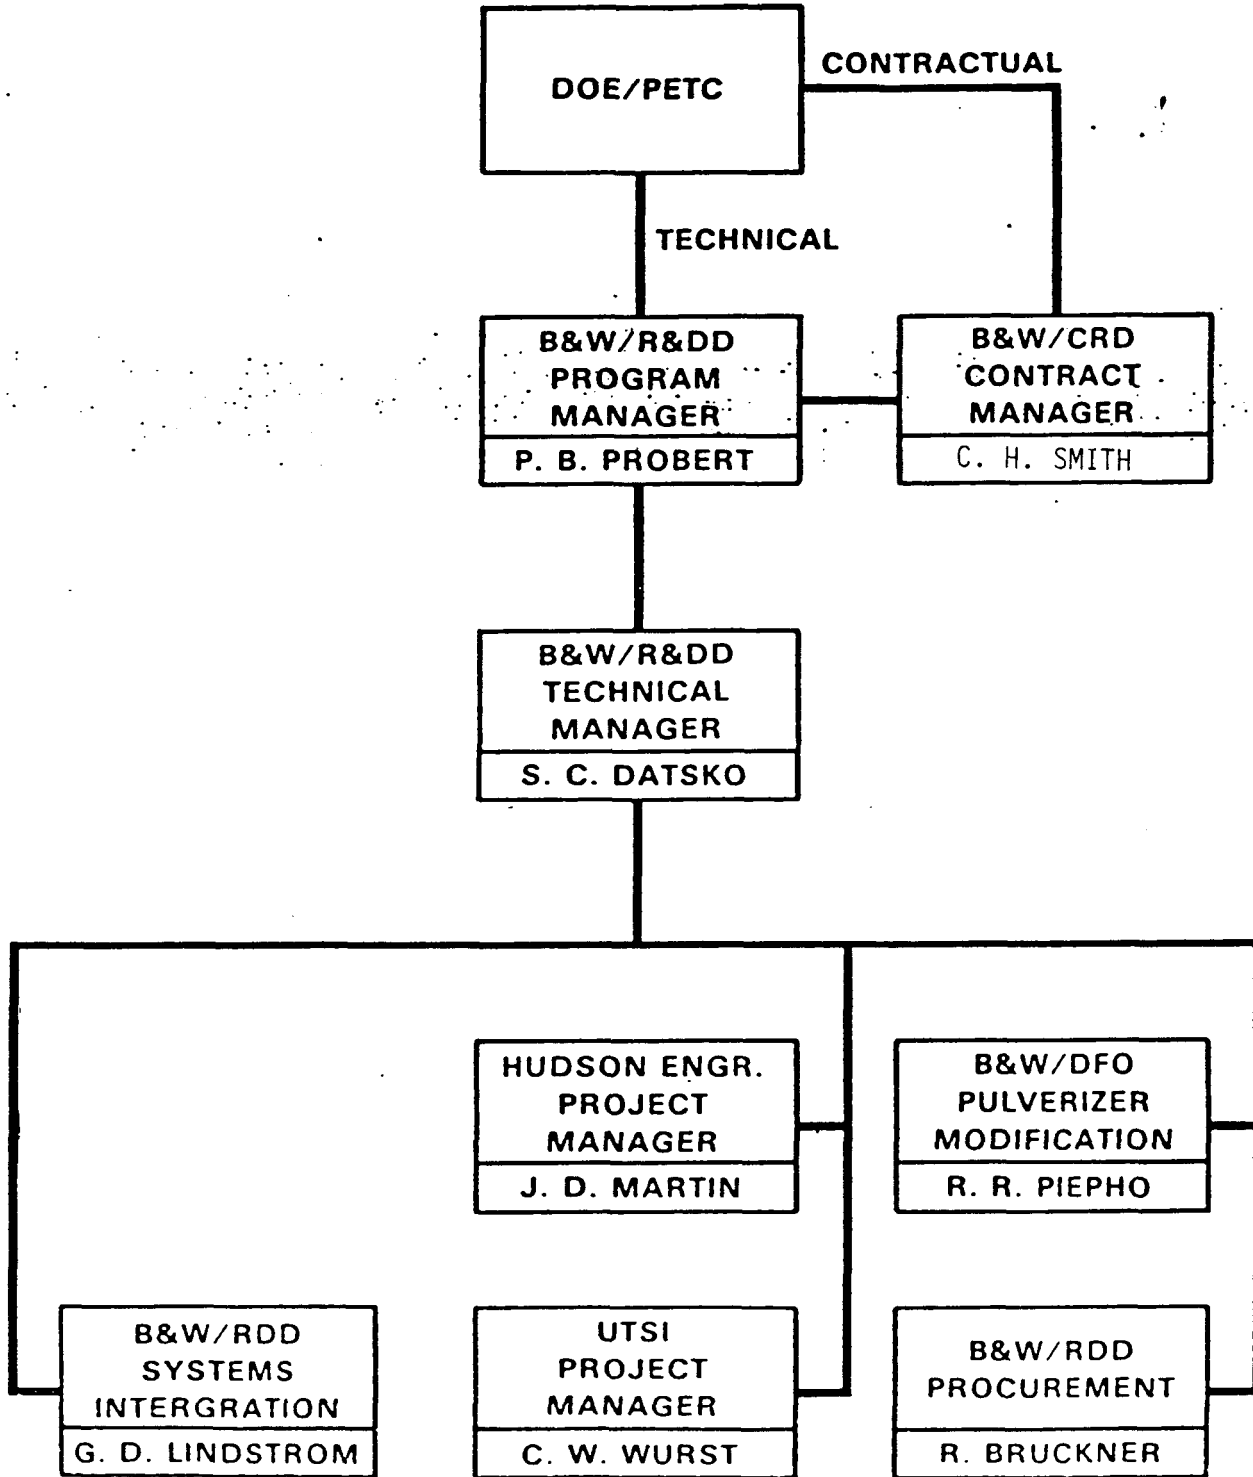 DOE/PETC
CONTRACTUAL
TECHNICAL
B&W/R&DD
PROGRAM
MANAGER
P. B. PROBERT
B&W/CRD
CONTRACT
MANAGER
C. H. SMITH
B&W/R&DD
TECHNICAL
MANAGER
S. C. DATSKO
HUDSON ENGR.
PROJECT
MANAGER
J. D. MARTIN
B&W/DFO
PULVERIZER
MODIFICATION
R. R. PIEPHO
B&W/RDD
SYSTEMS
INTERGRATION
G. D. LINDSTROM
UTSI
PROJECT
MANAGER
C. W. WURST
B&W/RDD
PROCUREMENT
R. BRUCKNER